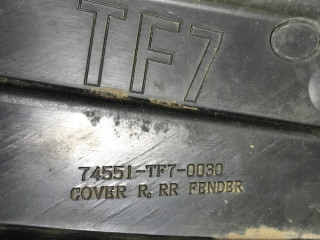 TF7
74551-TF7-0030
COVER R, RR FENDER